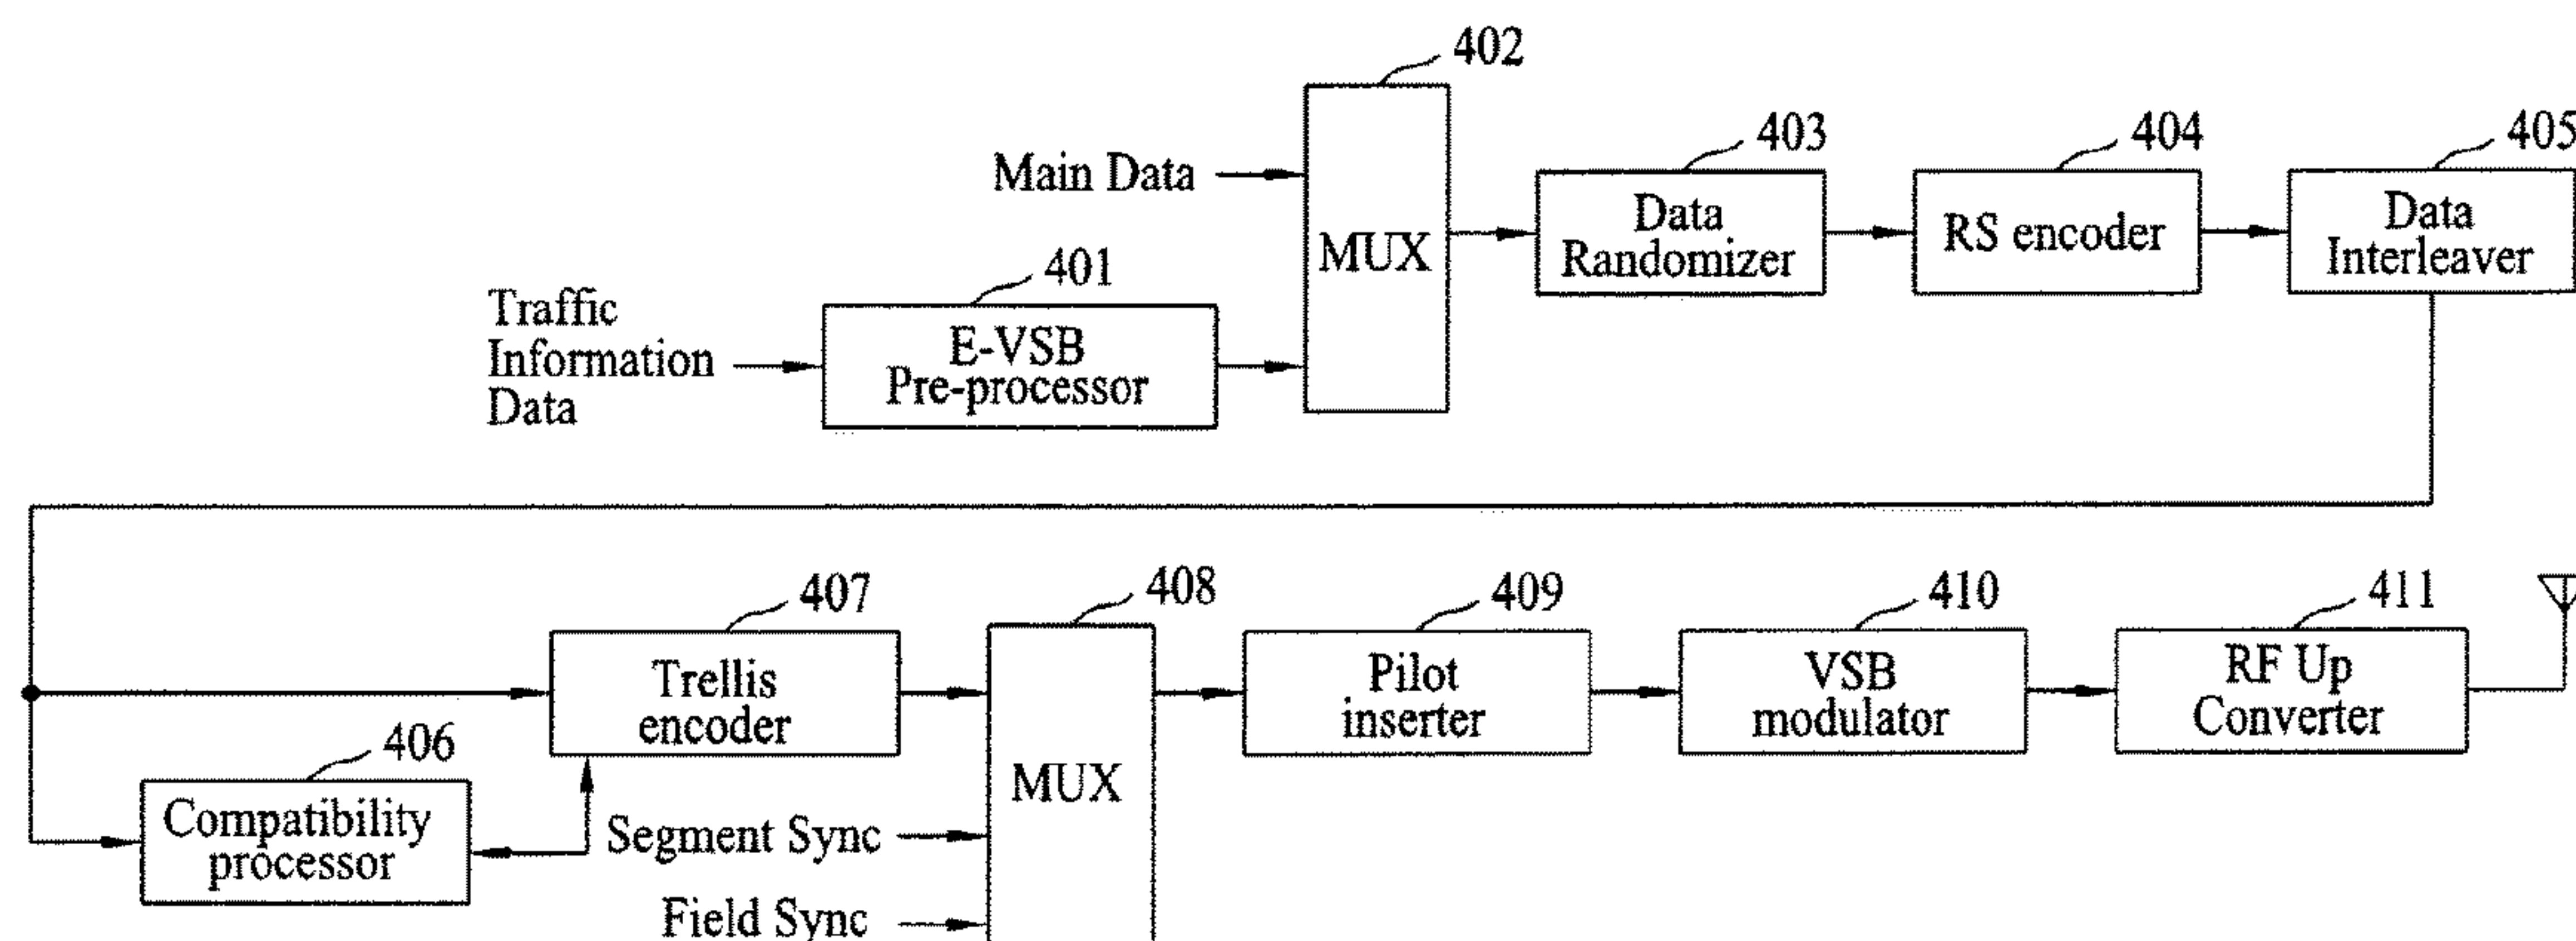 402
403
404
405
Main Data
MUX
Data
Randomizer
RS encoder
Data
Interleaver
401
Traffic
Information
Data
E-VSB
Pre-processor
407
408
409
410
411
Trellis
encoder
Pilot
inserter
VSB
modulator
RF Up
Converter
406
MUX
Compatibility
processor
Segment Sync
Field Sync